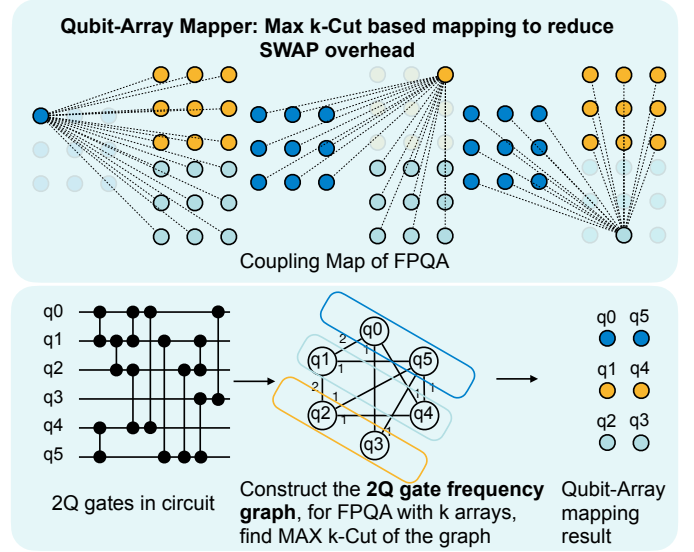 Qubit-Array Mapper: Max k-Cut based mapping to reduce
SWAP overhead
Coupling Map of FPQA
q0
q1
q2
q3
q4
q5
2Q gates in circuit
q0
2
1
q1
q5
1
2
1
1
q2
1
q4
1
q3
Construct the 2Q gate frequency
graph, for FPQA with k arrays,
find MAX k-Cut of the graph
q0 q5
q1 q4
q2 q3
Qubit-Array
mapping
result